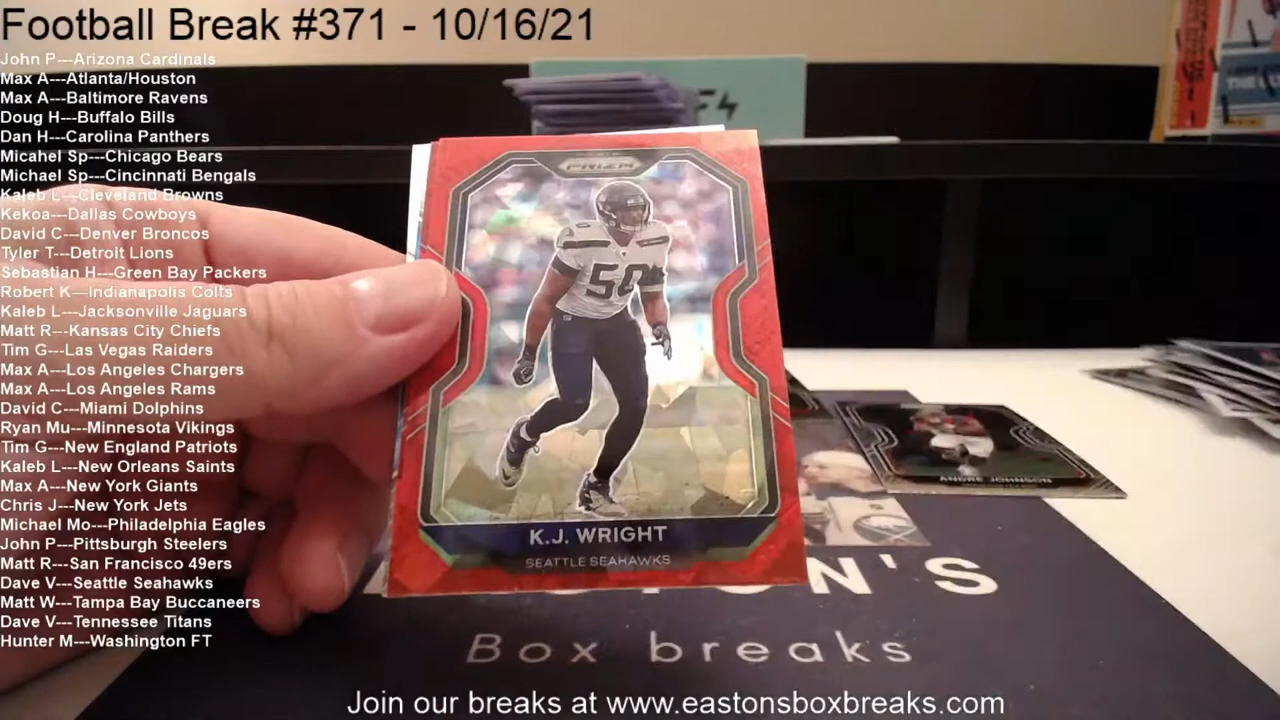 Football Break #371 - 10/16/21
John P---Arizona Cardinals
Max A---Atlanta/Houston
Max A---Baltimore Ravens
Doug H---Buffalo Bills
Dan H---Carolina Panthers
Micahel Sp---Chicago Bears
Michael Sp---Cincinnati Bengals
Kaleb L---Cleveland Browns
Kekoa---Dallas Cowboys
David C---Denver Broncos
Tyler T---Detroit Lions
Sebastian H---Green Bay Packers
Robert K---Indianapolis Colts
Kaleb L---Jacksonville Jaguars
Matt R---Kansas City Chiefs
Tim G---Las Vegas Raiders
Max A---Los Angeles Chargers
Max A---Los Angeles Rams
David C---Miami Dolphins
Ryan Mu---Minnesota Vikings
Tim G---New England Patriots
Kaleb L---New Orleans Saints
Max A---New York Giants
Chris J---New York Jets
Michael Mo---Philadelphia Eagles
John P---Pittsburgh Steelers
Matt R---San Francisco 49ers
Dave V---Seattle Seahawks
Matt W---Tampa Bay Buccaneers
Dave V---Tennessee Titans
Hunter M---Washington FT
PRIZM
50
K.J. WRIGHT
SEATTLE SEAHAWKS
ANDRE JOHNSON
ON'S
Box breaks
Join our breaks at www.eastonsboxbreaks.com